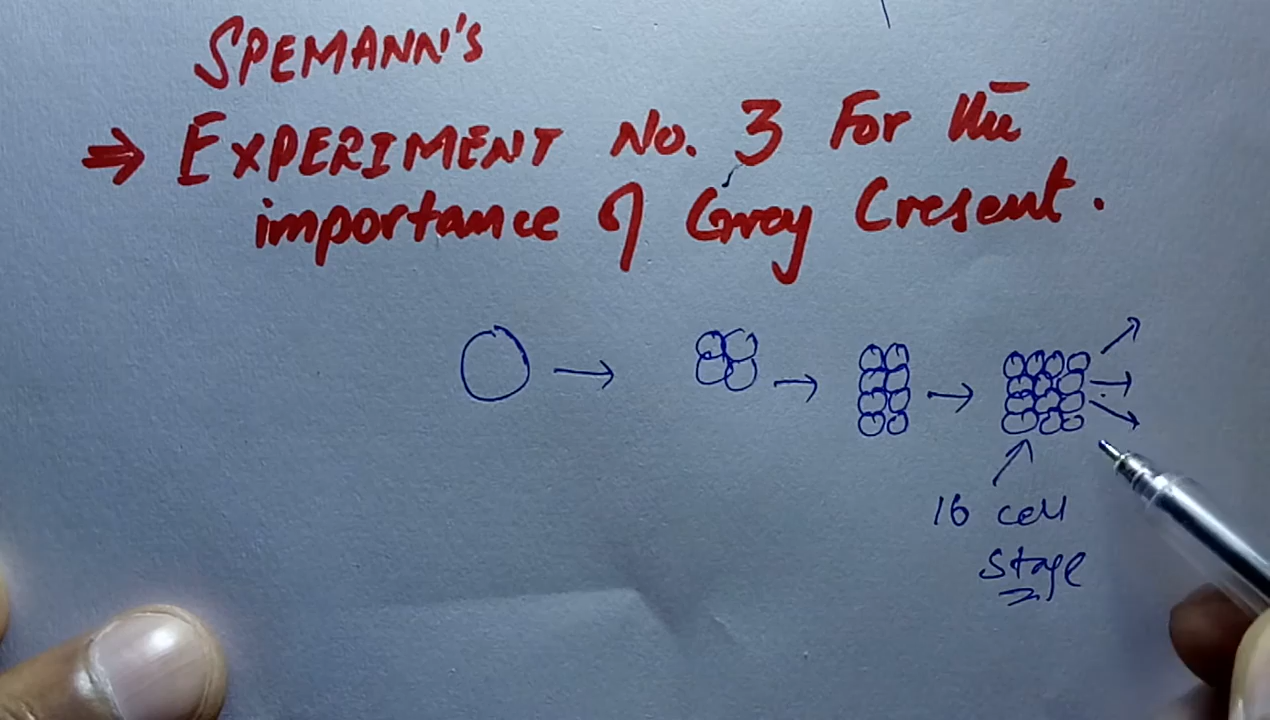 SPEMANN'S
⇒ EXPERIMENT No. 3 For the
importance of Grey Cresent.
16 cell
stage